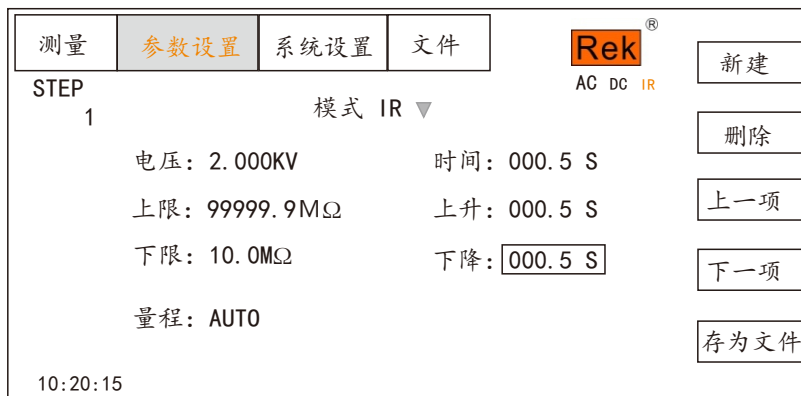 测量 参数设置 系统设置 文件 Rek ®
AC DC IR
STEP
1
模式 IR ▼
电压: 2.000KV 时间: 000.5 S
上限: 99999.9MΩ 上升: 000.5 S
下限: 10.0MΩ 下降: 000.5 S
量程: AUTO
10:20:15
新建
删除
上一项
下一项
存为文件